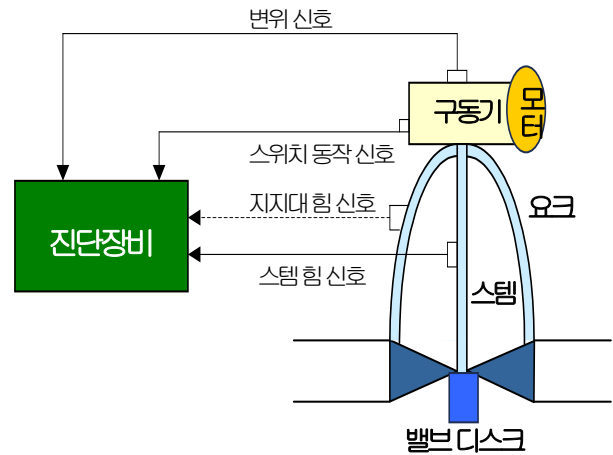 변위 신호
구동기
모
터
스위치 동작 신호
지지대 힘 신호
요크
진단장비
스템 힘 신호
스템
밸브 디스크